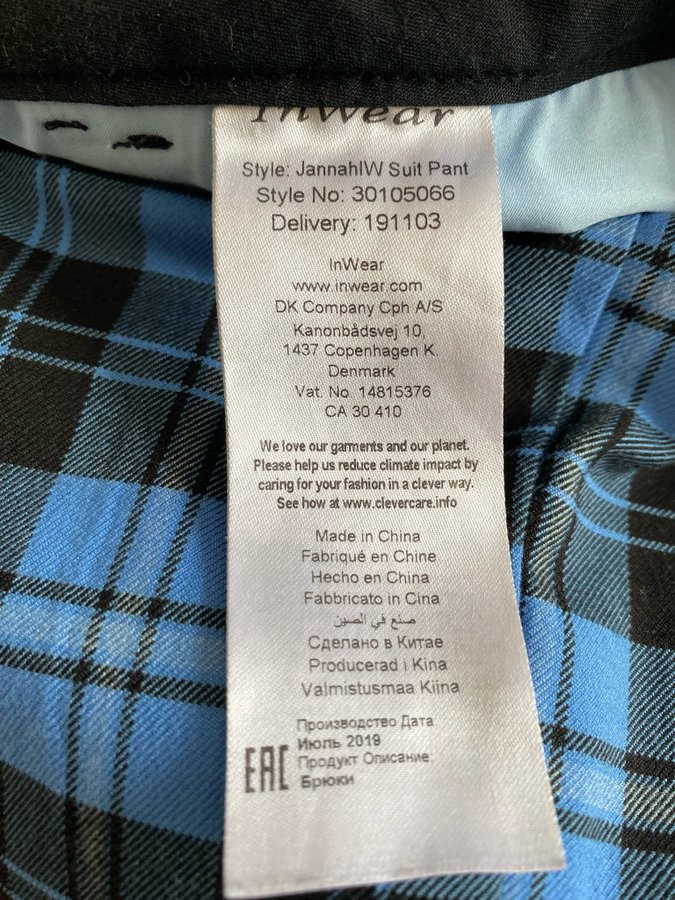 InWear
Style: JannahIW Suit Pant
Style No: 30105066
Delivery: 191103
InWear
www.inwear.com
DK Company Cph A/S
Kanonbådsvej 10,
1437 Copenhagen K.
Denmark
Vat. No. 14815376
CA 30 410
We love our garments and our planet.
Please help us reduce climate impact by
caring for your fashion in a clever way.
See how at www.clevercare.info
Made in China
Fabriqué en Chine
Hecho en China
Fabbricato in Cina
صنع في الصين
Сделано в Китае
Producerad i Kina
Valmistusmaa Kiina
Производство Дата:
Июль 2019
EAC
Продукт Описание:
Брюки